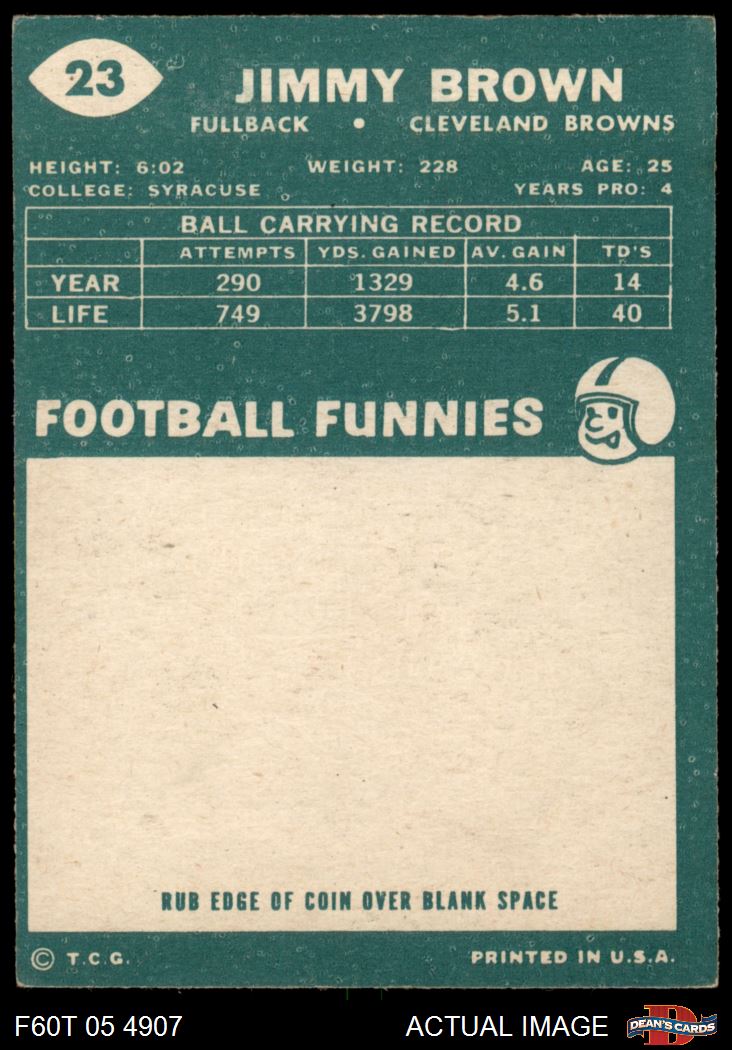 23
JIMMY BROWN
FULLBACK • CLEVELAND BROWNS
HEIGHT: 6:02 WEIGHT: 228 AGE: 25
COLLEGE: SYRACUSE YEARS PRO: 4
BALL CARRYING RECORD
ATTEMPTS YDS. GAINED AV. GAIN TD'S
YEAR 290 1329 4.6 14
LIFE 749 3798 5.1 40
FOOTBALL FUNNIES
RUB EDGE OF COIN OVER BLANK SPACE
© T.C.G. PRINTED IN U.S.A.
F60T 05 4907 ACTUAL IMAGE D DEAN'S CARDS